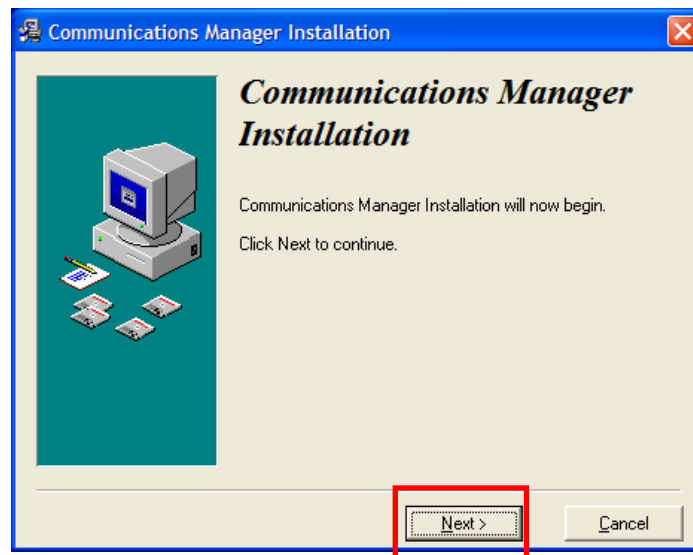 Communications Manager Installation
Communications Manager
Installation
Communications Manager Installation will now begin.
Click Next to continue.
Next >
Cancel